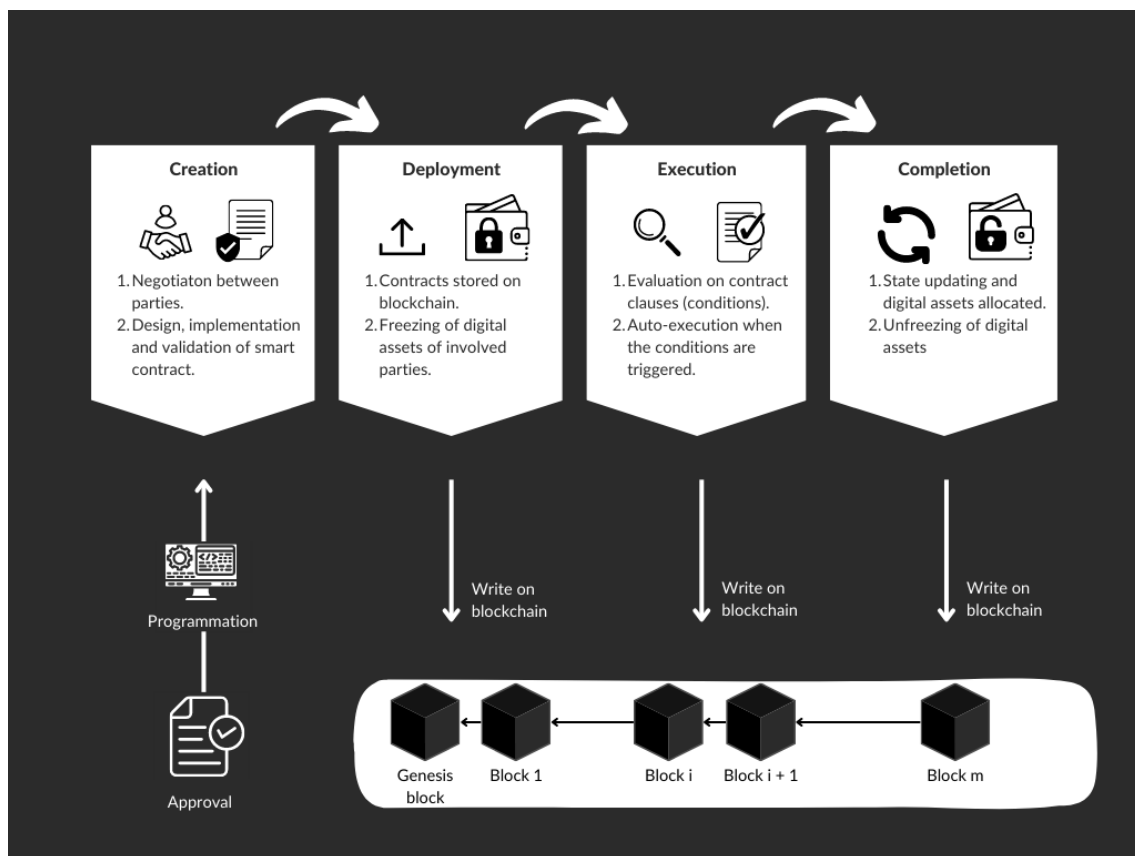 Creation
1. Negotiaton between
parties.
2. Design, implementation
and validation of smart
contract.
Deployment
1. Contracts stored on
blockchain.
2. Freezing of digital
assets of involved
parties.
Execution
1. Evaluation on contract
clauses (conditions).
2. Auto-execution when
the conditions are
triggered.
Completion
1. State updating and
digital assets allocated.
2. Unfreezing of digital
assets
Programmation
Approval
Write on
blockchain
Write on
blockchain
Write on
blockchain
Genesis
block
Block 1
Block i
Block i + 1
Block m